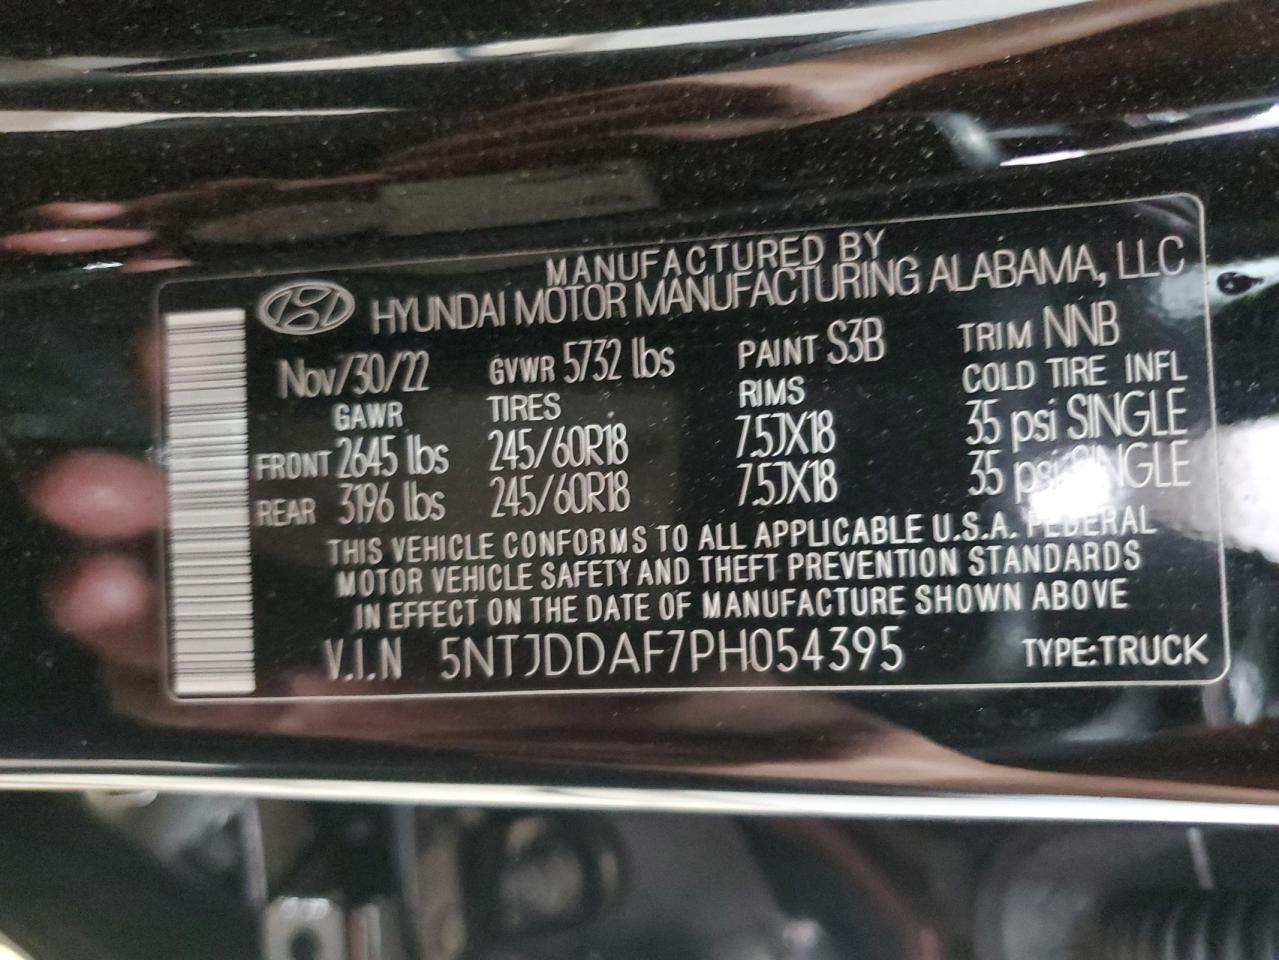 MANUFACTURED BY
HYUNDAI MOTOR MANUFACTURING ALABAMA, LLC
Nov/30/22 GVWR 5732 lbs PAINT S3B TRIM NNB
GAWR TIRES RIMS COLD TIRE INFL
FRONT 2645 lbs 245/60R18 7.5JX18 35 psi SINGLE
REAR 3196 lbs 245/60R18 7.5JX18 35 psi SINGLE
THIS VEHICLE CONFORMS TO ALL APPLICABLE U.S.A. FEDERAL
MOTOR VEHICLE SAFETY AND THEFT PREVENTION STANDARDS
IN EFFECT ON THE DATE OF MANUFACTURE SHOWN ABOVE
V.I.N 5NTJDDAF7PH054395 TYPE:TRUCK